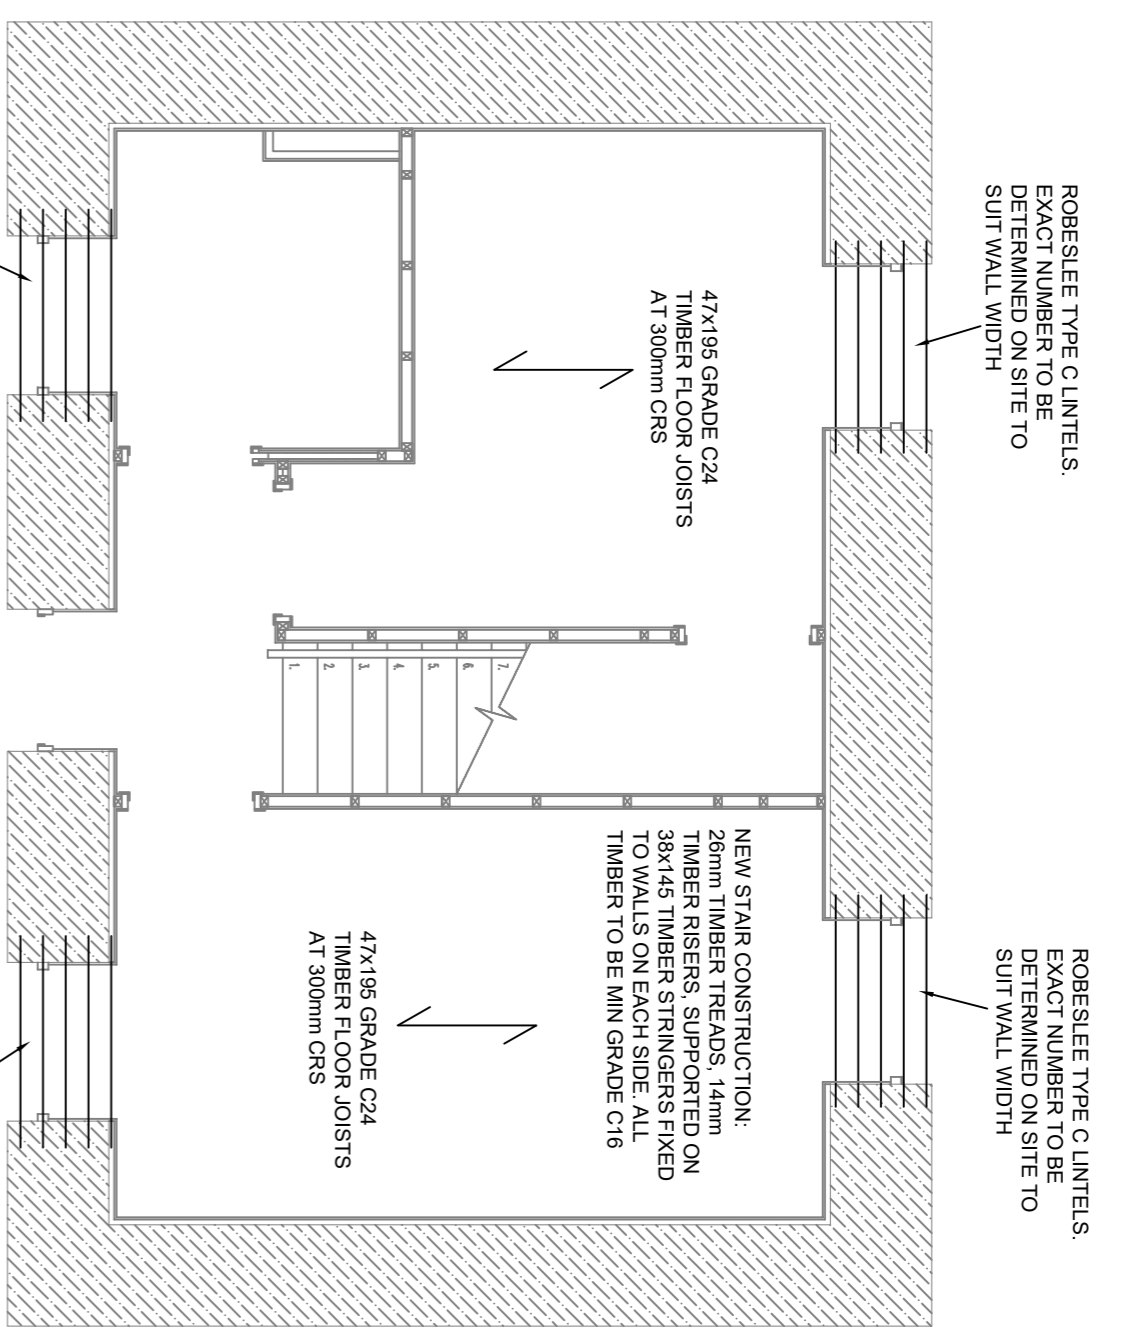 ROBESLEE TYPE C LINTELS.
EXACT NUMBER TO BE
DETERMINED ON SITE TO
SUIT WALL WIDTH
ROBESLEE TYPE C LINTELS.
EXACT NUMBER TO BE
DETERMINED ON SITE TO
SUIT WALL WIDTH
47x195 GRADE C24
TIMBER FLOOR JOISTS
AT 300mm CRS
NEW STAIR CONSTRUCTION:
26mm TIMBER TREADS, 14mm
TIMBER RISERS, SUPPORTED ON
38x145 TIMBER STRINGERS FIXED
TO WALLS ON EACH SIDE. ALL
TIMBER TO BE MIN GRADE C16
7.
6.
5.
4.
3.
2.
1.
47x195 GRADE C24
TIMBER FLOOR JOISTS
AT 300mm CRS